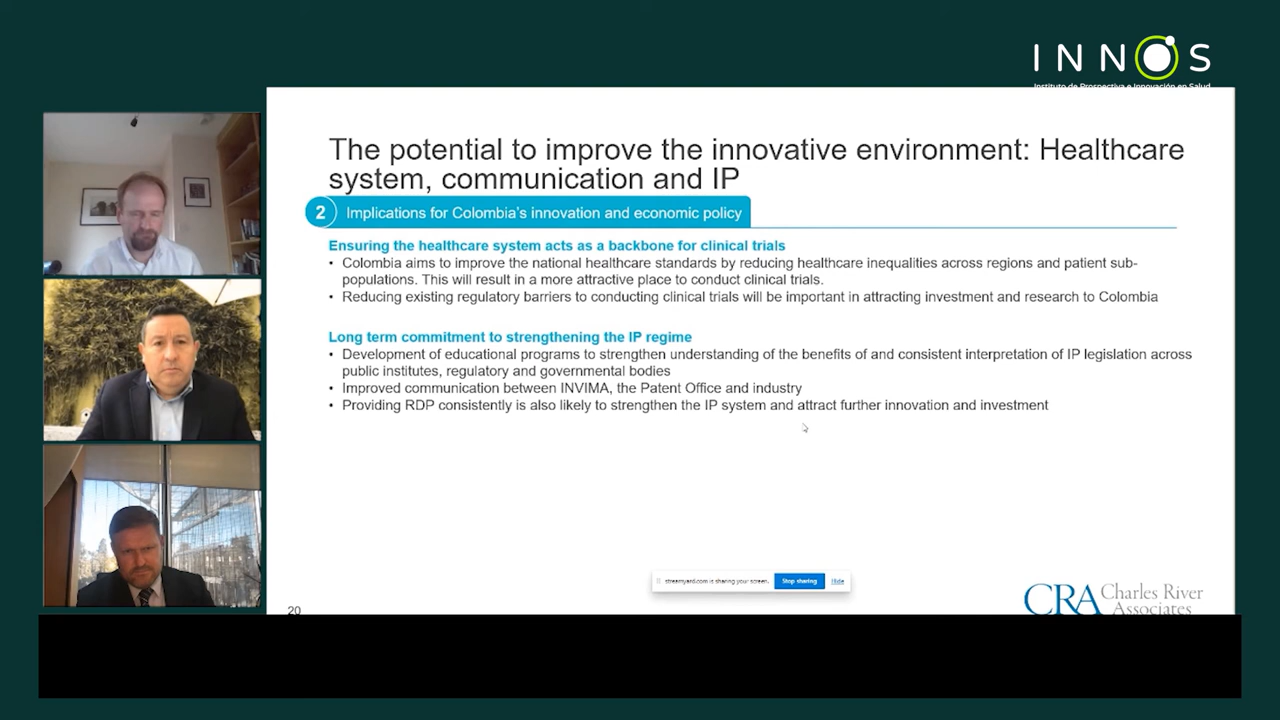 INNOS
Instituto de Prospectiva e Innovación en Salud
The potential to improve the innovative environment: Healthcare
system, communication and IP
2 Implications for Colombia's innovation and economic policy
Ensuring the healthcare system acts as a backbone for clinical trials
• Colombia aims to improve the national healthcare standards by reducing healthcare inequalities across regions and patient sub-
populations. This will result in a more attractive place to conduct clinical trials.
• Reducing existing regulatory barriers to conducting clinical trials will be important in attracting investment and research to Colombia
Long term commitment to strengthening the IP regime
• Development of educational programs to strengthen understanding of the benefits of and consistent interpretation of IP legislation across
public institutes, regulatory and governmental bodies
• Improved communication between INVIMA, the Patent Office and industry
• Providing RDP consistently is also likely to strengthen the IP system and attract further innovation and investment
streamyard.com is sharing your screen. Stop sharing Hide
20
CRA Charles River
Associates